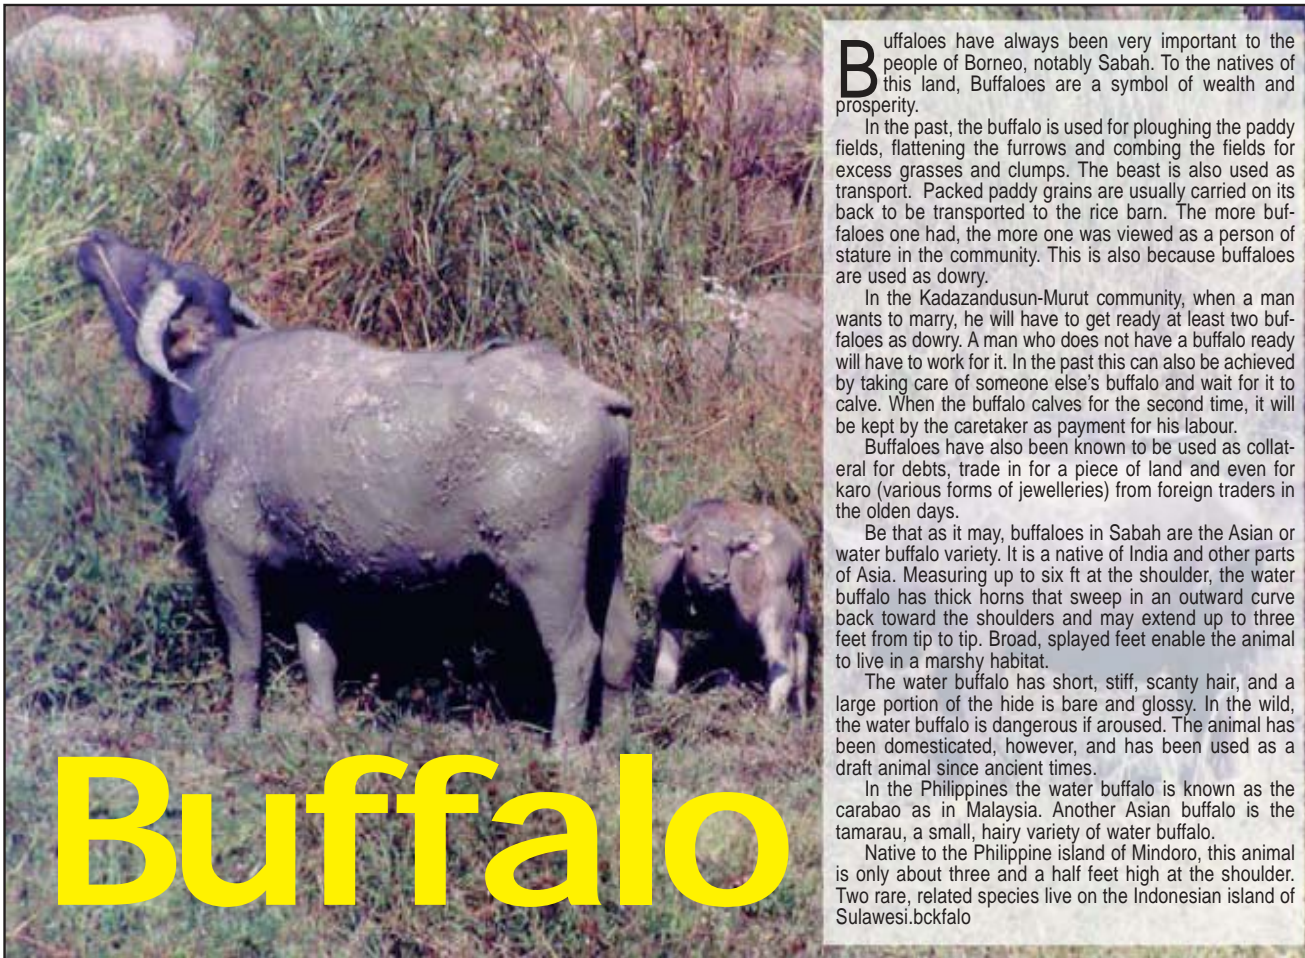 Buffalo
Buffaloes have always been very important to the
people of Borneo, notably Sabah. To the natives of
this land, Buffaloes are a symbol of wealth and
prosperity.
In the past, the buffalo is used for ploughing the paddy
fields, flattening the furrows and combing the fields for
excess grasses and clumps. The beast is also used as
transport. Packed paddy grains are usually carried on its
back to be transported to the rice barn. The more buf-
faloes one had, the more one was viewed as a person of
stature in the community. This is also because buffaloes
are used as dowry.
In the Kadazandusun-Murut community, when a man
wants to marry, he will have to get ready at least two buf-
faloes as dowry. A man who does not have a buffalo ready
will have to work for it. In the past this can also be achieved
by taking care of someone else's buffalo and wait for it to
calve. When the buffalo calves for the second time, it will
be kept by the caretaker as payment for his labour.
Buffaloes have also been known to be used as collat-
eral for debts, trade in for a piece of land and even for
karo (various forms of jewelleries) from foreign traders in
the olden days.
Be that as it may, buffaloes in Sabah are the Asian or
water buffalo variety. It is a native of India and other parts
of Asia. Measuring up to six ft at the shoulder, the water
buffalo has thick horns that sweep in an outward curve
back toward the shoulders and may extend up to three
feet from tip to tip. Broad, splayed feet enable the animal
to live in a marshy habitat.
The water buffalo has short, stiff, scanty hair, and a
large portion of the hide is bare and glossy. In the wild,
the water buffalo is dangerous if aroused. The animal has
been domesticated, however, and has been used as a
draft animal since ancient times.
In the Philippines the water buffalo is known as the
carabao as in Malaysia. Another Asian buffalo is the
tamarau, a small, hairy variety of water buffalo.
Native to the Philippine island of Mindoro, this animal
is only about three and a half feet high at the shoulder.
Two rare, related species live on the Indonesian island of
Sulawesi.bckfalo